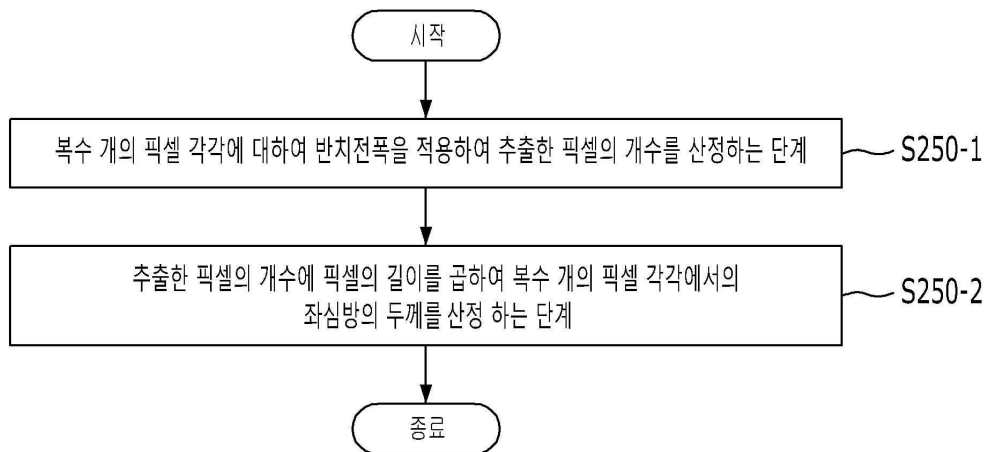 시작
복수 개의 픽셀 각각에 대하여 반치전폭을 적용하여 추출한 픽셀의 개수를 산정하는 단계
S250-1
추출한 픽셀의 개수에 픽셀의 길이를 곱하여 복수 개의 픽셀 각각에서의
좌심방의 두께를 산정 하는 단계
S250-2
종료